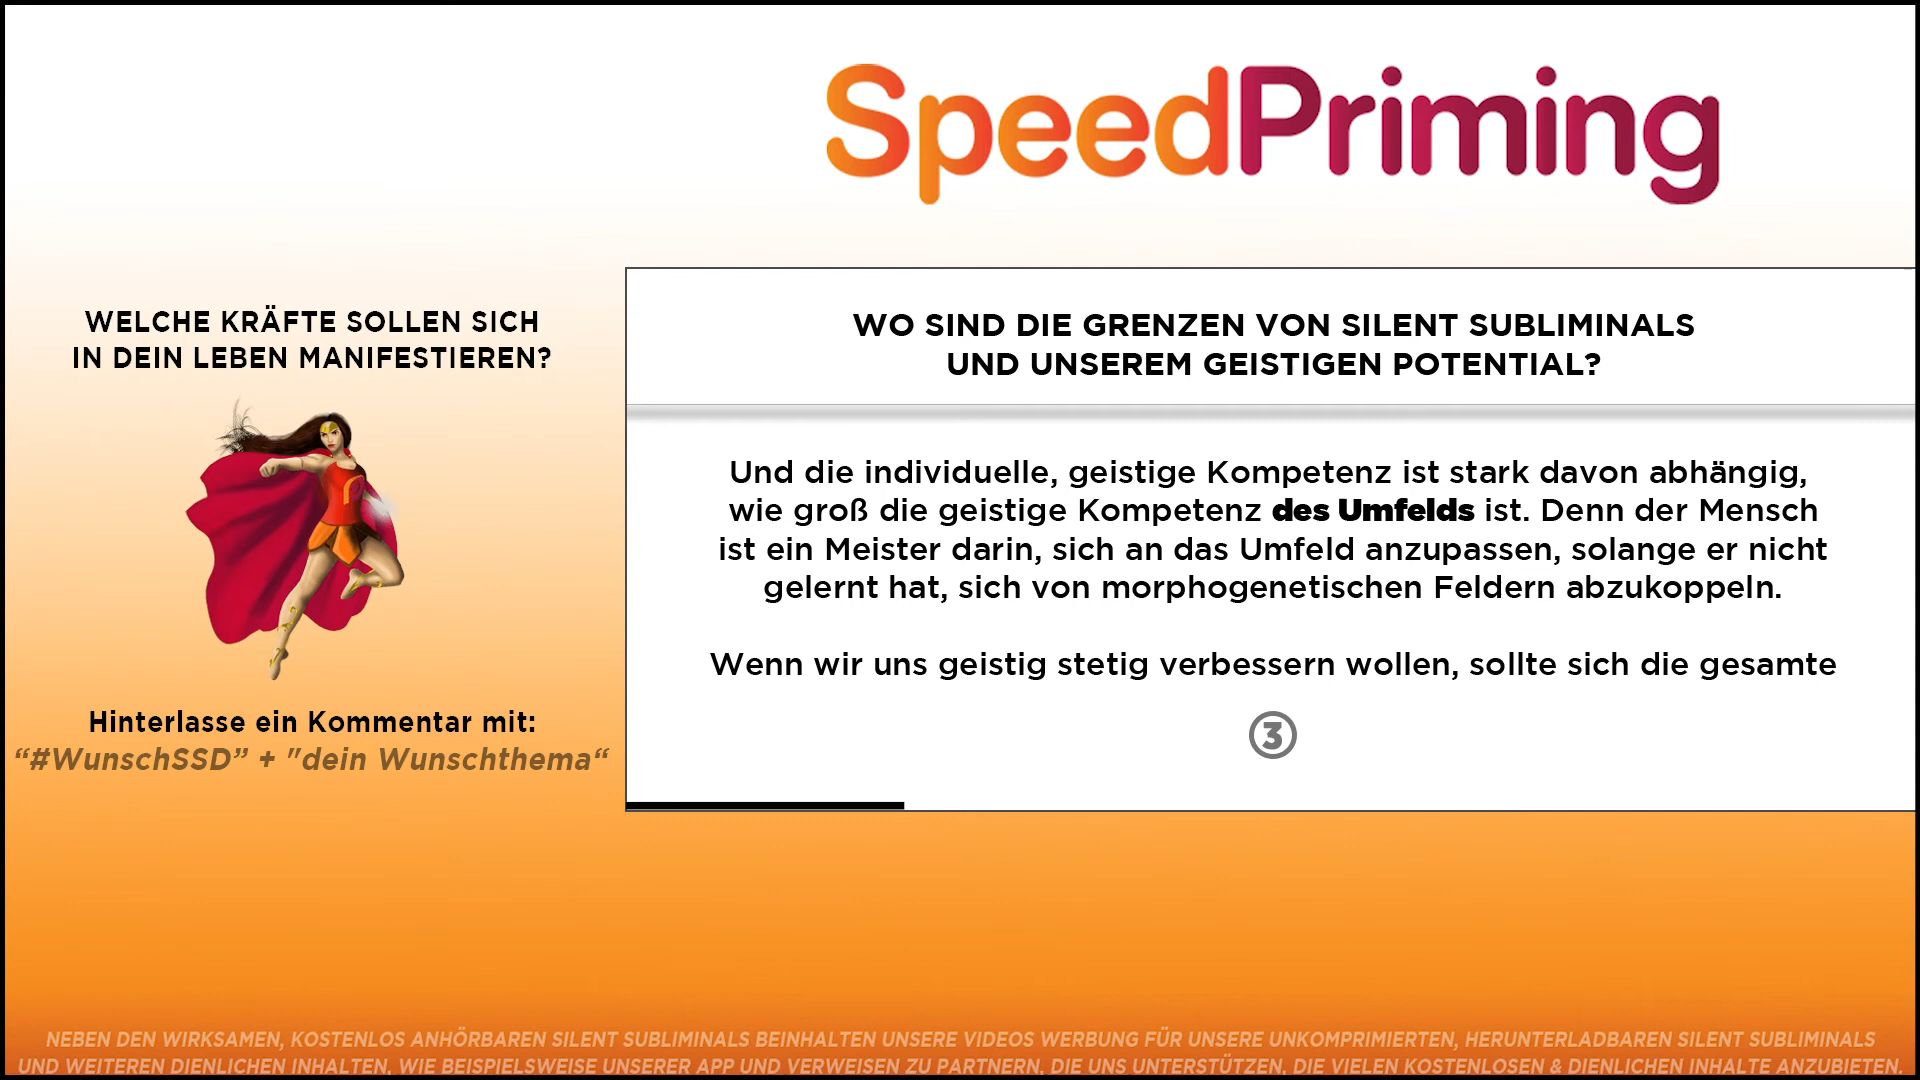 SpeedPriming
WELCHE KRÄFTE SOLLEN SICH
IN DEIN LEBEN MANIFESTIEREN?
Hinterlasse ein Kommentar mit:
“#WunschSSD” + "dein Wunschthema“
WO SIND DIE GRENZEN VON SILENT SUBLIMINALS
UND UNSEREM GEISTIGEN POTENTIAL?
Und die individuelle, geistige Kompetenz ist stark davon abhängig,
wie groß die geistige Kompetenz des Umfelds ist. Denn der Mensch
ist ein Meister darin, sich an das Umfeld anzupassen, solange er nicht
gelernt hat, sich von morphogenetischen Feldern abzukoppeln.
Wenn wir uns geistig stetig verbessern wollen, sollte sich die gesamte
3
NEBEN DEN WIRKSAMEN, KOSTENLOS ANHÖRBAREN SILENT SUBLIMINALS BEINHALTEN UNSERE VIDEOS WERBUNG FÜR UNSERE UNKOMPRIMIERTEN, HERUNTERLADBAREN SILENT SUBLIMINALS
UND WEITEREN DIENLICHEN INHALTEN, WIE BEISPIELSWEISE UNSERER APP UND VERWEISEN ZU PARTNERN, DIE UNS UNTERSTÜTZEN, DIE VIELEN KOSTENLOSEN & DIENLICHEN INHALTE ANZUBIETEN.